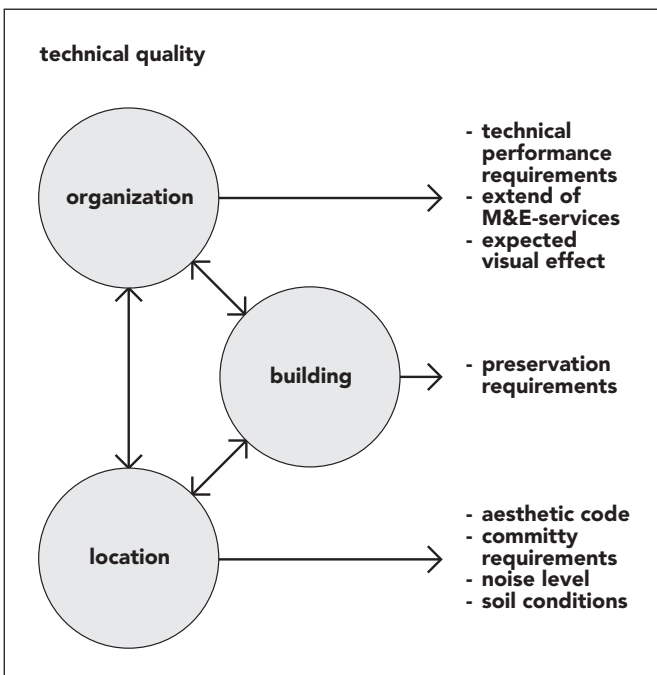 technical quality
organization
- technical
performance
requirements
- extend of
M&E-services
- expected
visual effect
building
- preservation
requirements
location
- aesthetic code
- committy
requirements
- noise level
- soil conditions